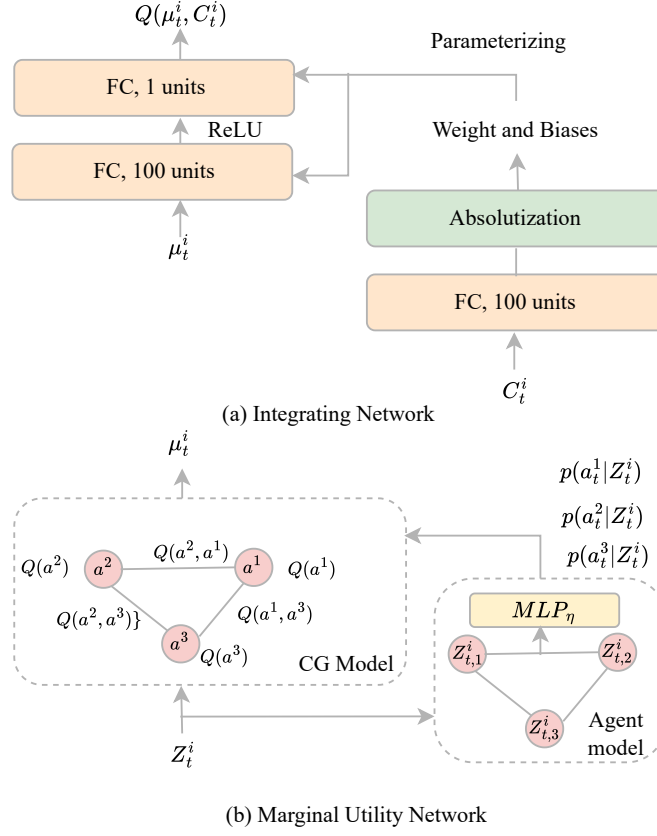 Q(μ_t^i, C_t^i)
Parameterizing
FC, 1 units
ReLU
Weight and Biases
FC, 100 units
Absolutization
μ_t^i
FC, 100 units
C_t^i
(a) Integrating Network
μ_t^i
p(a_t^1|Z_t^i)
p(a_t^2|Z_t^i)
p(a_t^3|Z_t^i)
Q(a^2)
a^2
Q(a^2, a^1)
a^1
Q(a^1)
Q(a^2, a^3)}
Q(a^1, a^3)
a^3
Q(a^3)
CG Model
MLP_η
Z_{t,1}^i
Z_{t,2}^i
Z_{t,3}^i
Agent
model
Z_t^i
(b) Marginal Utility Network